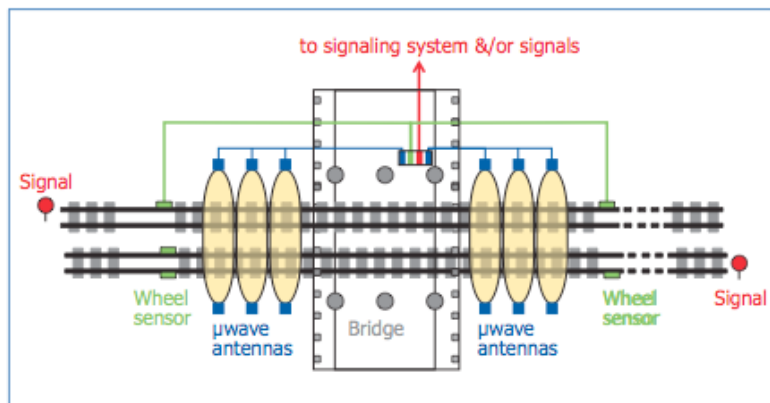 to signaling system &/or signals
Signal
Wheel
sensor
µwave
antennas
Bridge
µwave
antennas
Wheel
sensor
Signal